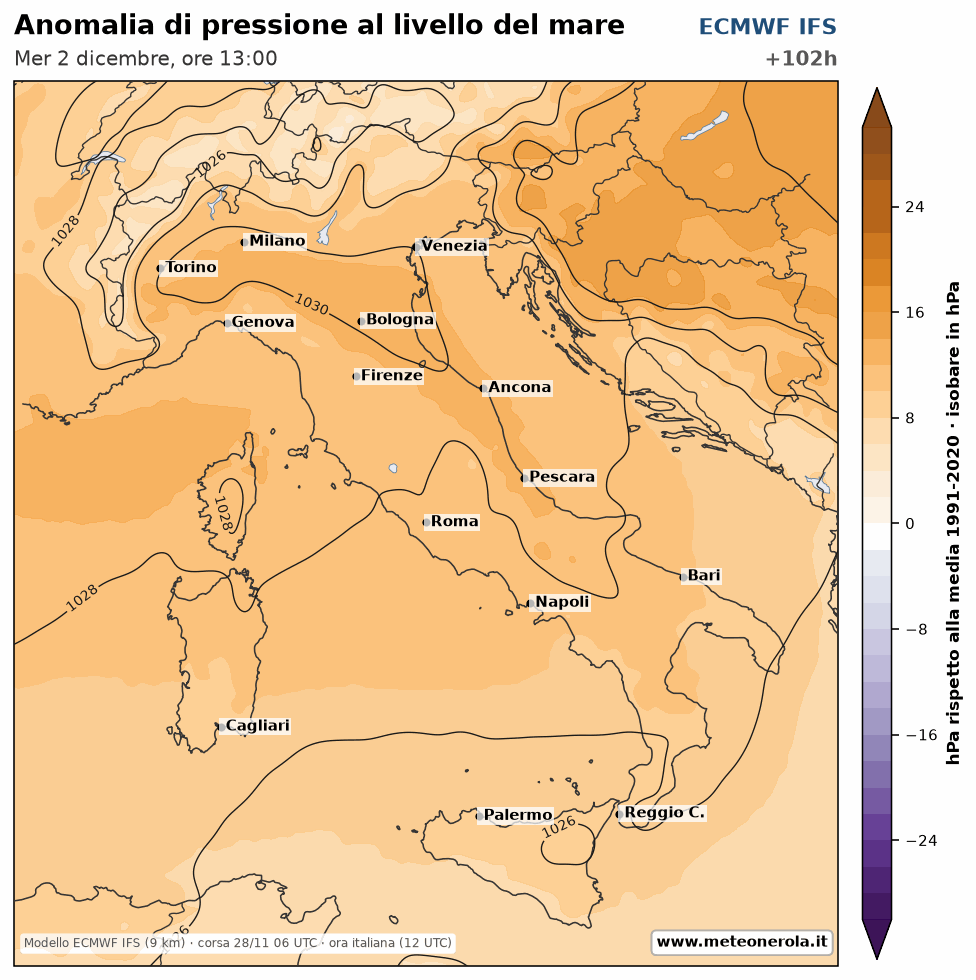 Anomalia di pressione al livello del mare
ECMWF IFS
Mer 2 dicembre, ore 13:00
+102h
1026
1028
Milano
Venezia
Torino
1030
Genova
Bologna
Firenze
Ancona
Pescara
1028
Roma
Bari
1028
Napoli
Cagliari
Palermo
Reggio C.
1026
Modello ECMWF IFS (9 km) · corsa 28/11 06 UTC · ora italiana (12 UTC)
www.meteonerola.it
24
16
8
0
−8
−16
−24
hPa rispetto alla media 1991-2020 · isobare in hPa